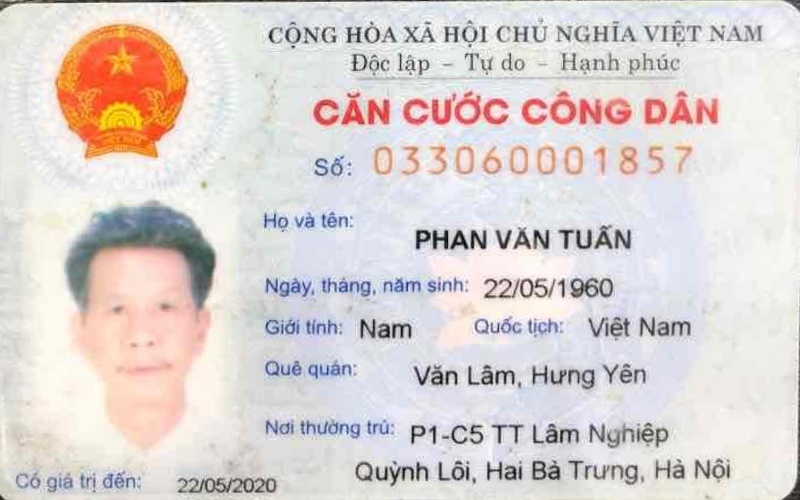 CỘNG HÒA XÃ HỘI CHỦ NGHĨA VIỆT NAM
Độc lập - Tự do - Hạnh phúc
CĂN CƯỚC CÔNG DÂN
Số: 033060001857
Họ và tên:
PHAN VĂN TUẤN
Ngày, tháng, năm sinh: 22/05/1960
Giới tính: Nam Quốc tịch: Việt Nam
Quê quán:
Văn Lâm, Hưng Yên
Nơi thường trú: P1-C5 TT Lâm Nghiệp
Quỳnh Lôi, Hai Bà Trưng, Hà Nội
Có giá trị đến: 22/05/2020